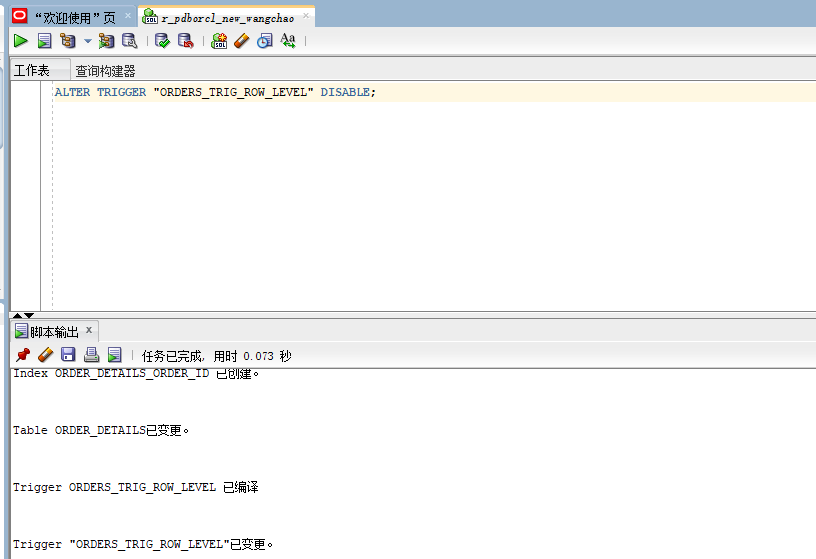 “欢迎使用”页
r_pdborcl_new_wangchao
SQL
SQL
Aa
工作表
查询构建器
ALTER TRIGGER "ORDERS_TRIG_ROW_LEVEL" DISABLE;
脚本输出
任务已完成, 用时 0.073 秒
Index ORDER_DETAILS_ORDER_ID 已创建。
Table ORDER_DETAILS已变更。
Trigger ORDERS_TRIG_ROW_LEVEL 已编译
Trigger "ORDERS_TRIG_ROW_LEVEL"已变更。